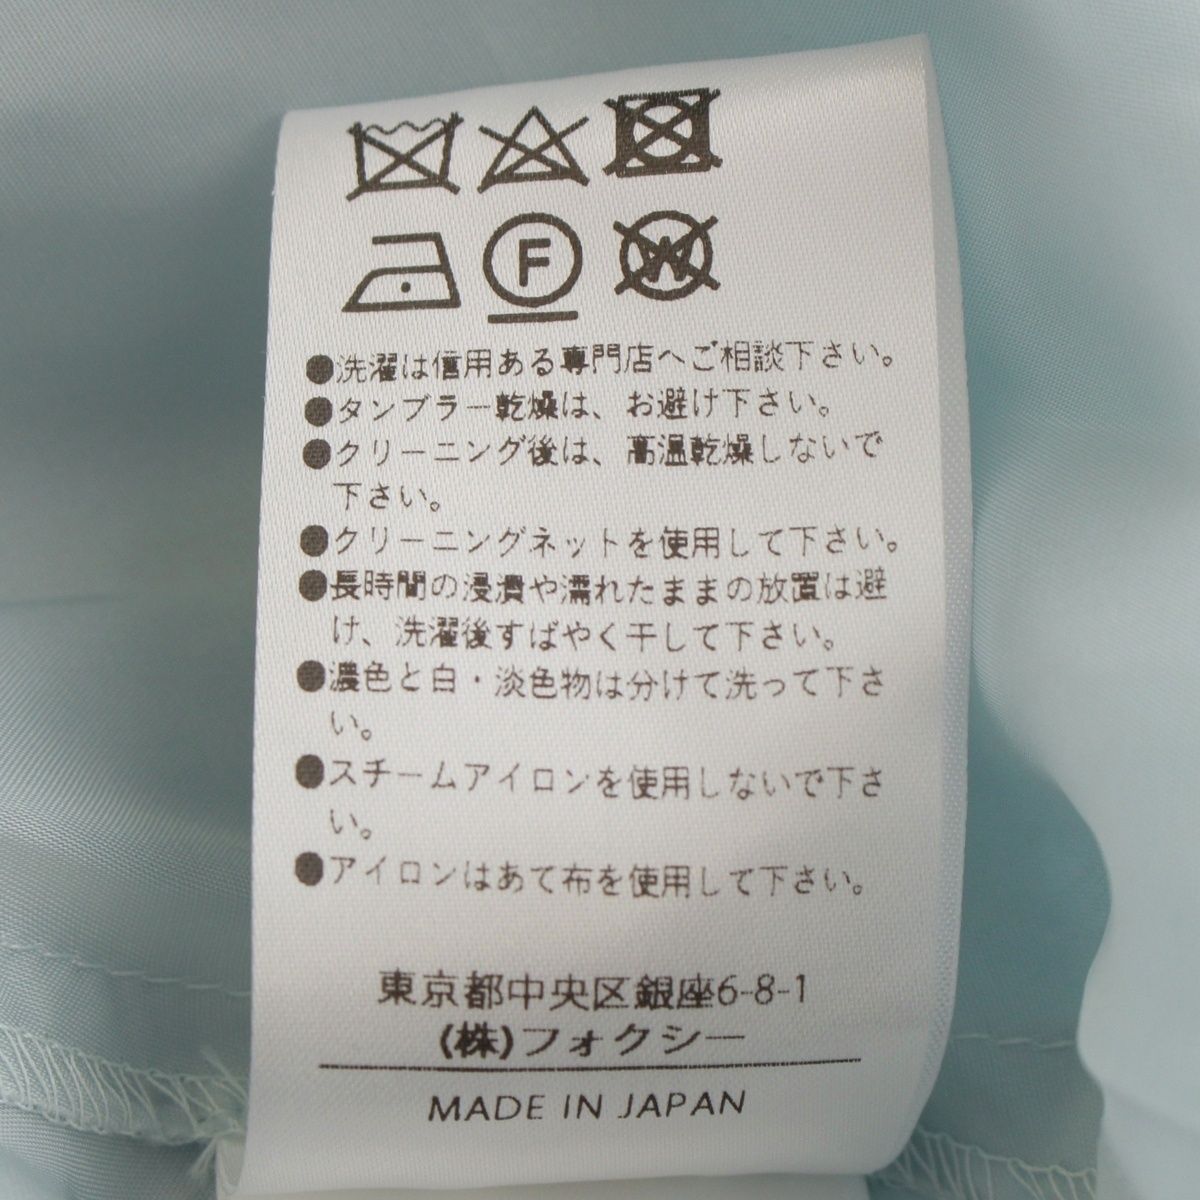 F
W
●洗濯は信用ある専門店へご相談下さい。
●タンブラー乾燥は、お避け下さい。
●クリーニング後は、高温乾燥しないで
下さい。
●クリーニングネットを使用して下さい。
●長時間の浸漬や濡れたままの放置は避
け、洗濯後すばやく干して下さい。
●濃色と白・淡色物は分けて洗って下さ
い。
●スチームアイロンを使用しないで下さ
い。
●アイロンはあて布を使用して下さい。
東京都中央区銀座6-8-1
(株)フォクシー
MADE IN JAPAN